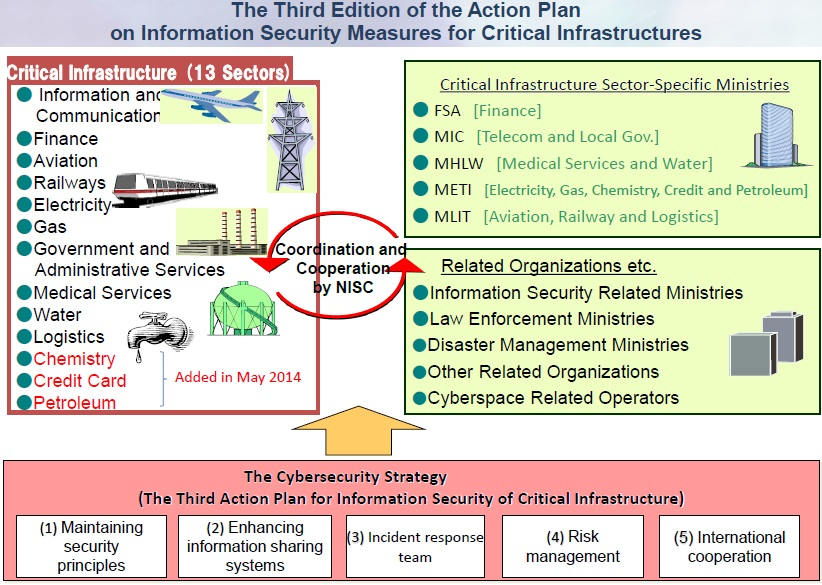 The Third Edition of the Action Plan
on Information Security Measures for Critical Infrastructures
Critical Infrastructure (13 Sectors)
Information and
Communication
Finance
Aviation
Railways
Electricity
Gas
Government and
Administrative Services
Medical Services
Water
Logistics
Chemistry
Credit Card
Petroleum
Added in May 2014
Coordination and
Cooperation
by NISC
Critical Infrastructure Sector-Specific Ministries
FSA [Finance]
MIC [Telecom and Local Gov.]
MHLW [Medical Services and Water]
METI [Electricity, Gas, Chemistry, Credit and Petroleum]
MLIT [Aviation, Railway and Logistics]
Related Organizations etc.
Information Security Related Ministries
Law Enforcement Ministries
Disaster Management Ministries
Other Related Organizations
Cyberspace Related Operators
The Cybersecurity Strategy
(The Third Action Plan for Information Security of Critical Infrastructure)
(1) Maintaining
security
principles
(2) Enhancing
information sharing
systems
(3) Incident response
team
(4) Risk
management
(5) International
cooperation